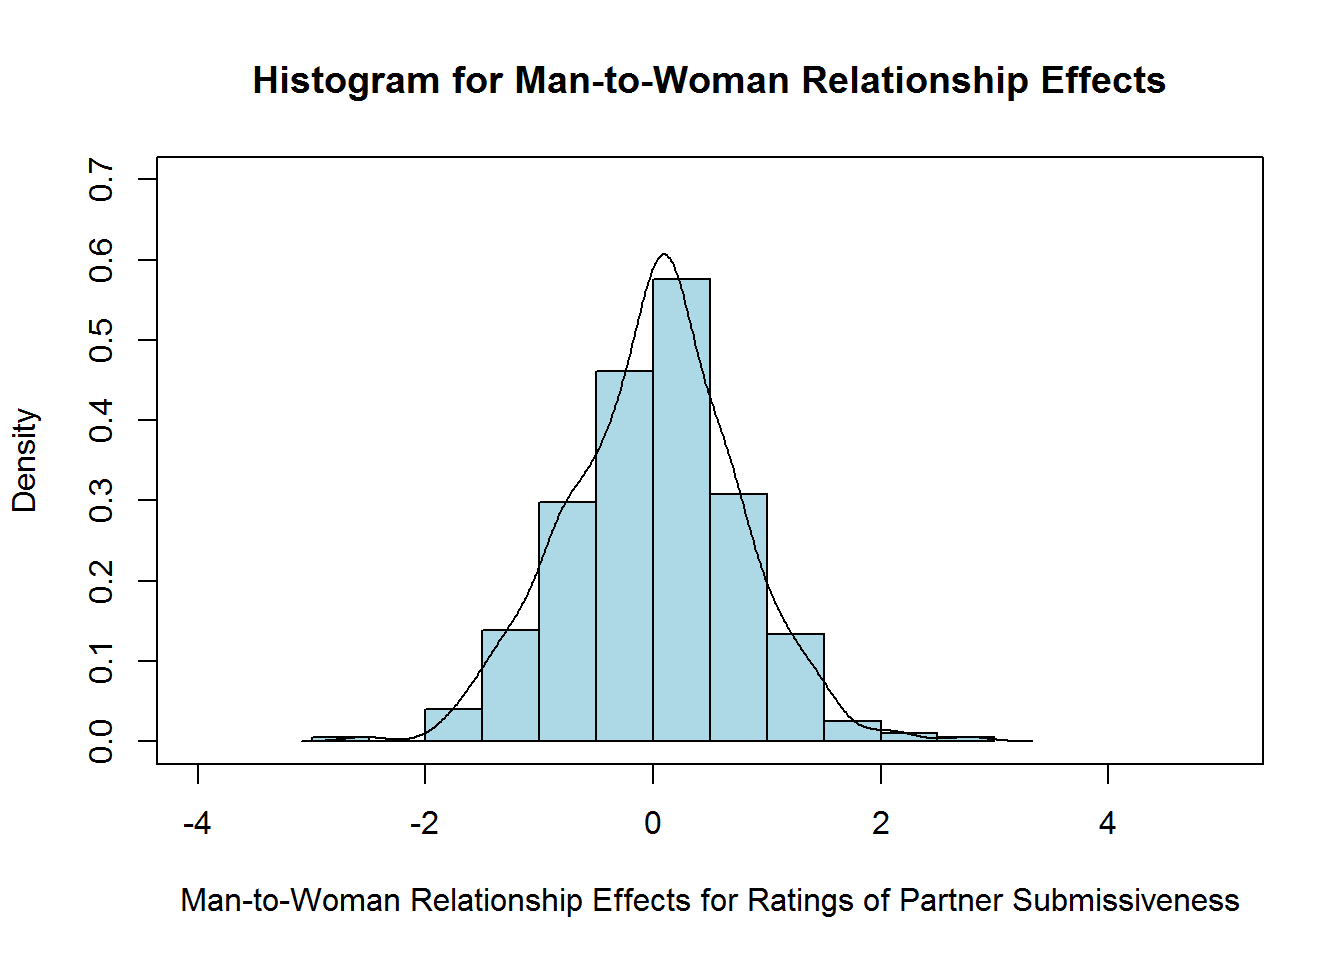 Histogram for Man-to-Woman Relationship Effects
0.7
0.6
0.5
0.4
0.3
0.2
0.1
0.0
Density
-4 -2 0 2 4
Man-to-Woman Relationship Effects for Ratings of Partner Submissiveness